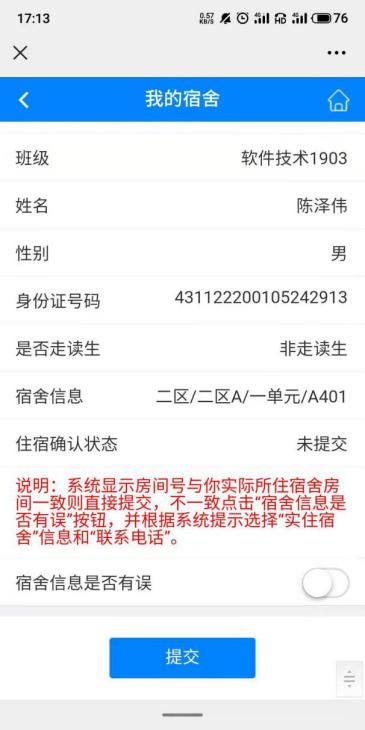 17:13
0.57 KB/S 4G HD 4G 76
我的宿舍
班级 软件技术1903
姓名 陈泽伟
性别 男
身份证号码 431122200105242913
是否走读生 非走读生
宿舍信息 二区/二区A/一单元/A401
住宿确认状态 未提交
说明：系统显示房间号与你实际所住宿舍房
间一致则直接提交，不一致点击“宿舍信息是
否有误”按钮，并根据系统提示选择“实住宿
舍”信息和“联系电话”。
宿舍信息是否有误
提交